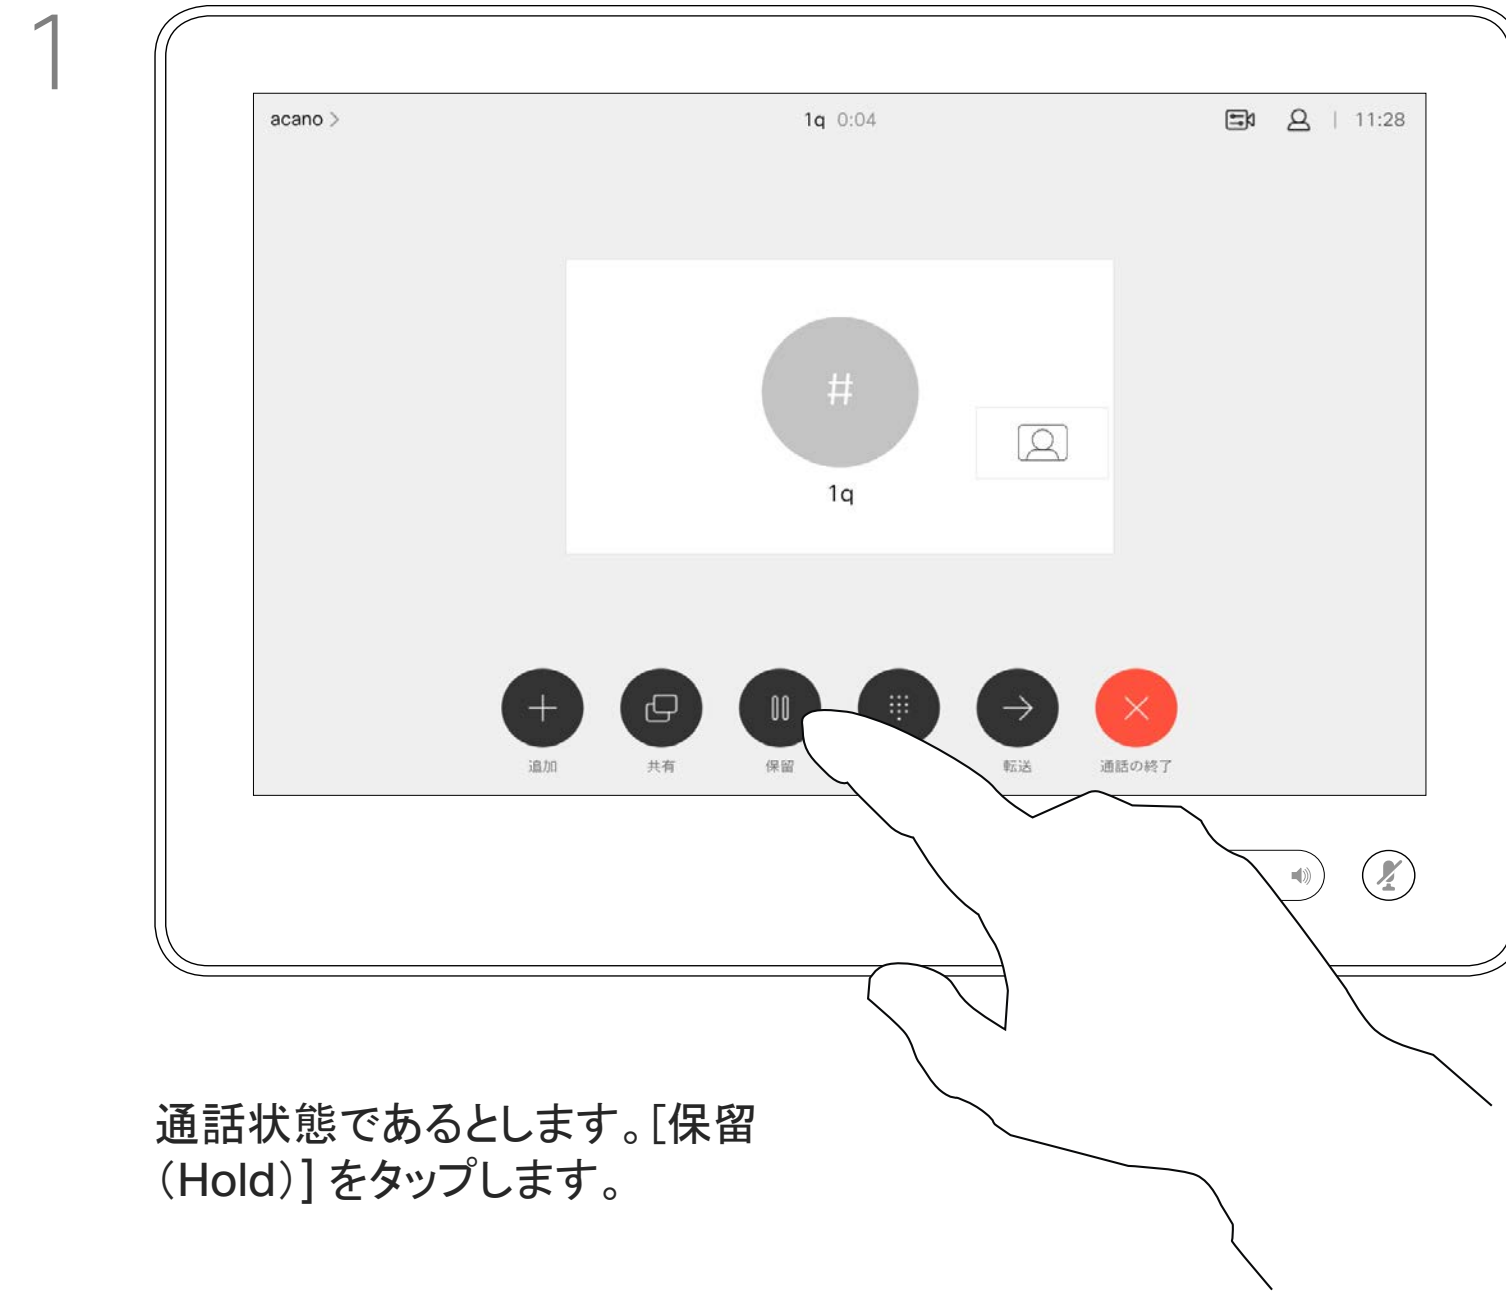 1
acano >
1q 0:04
11:28
#
1q
追加
共有
保留
転送
通話の終了
通話状態であるとします。[保留
（Hold）] をタップします。